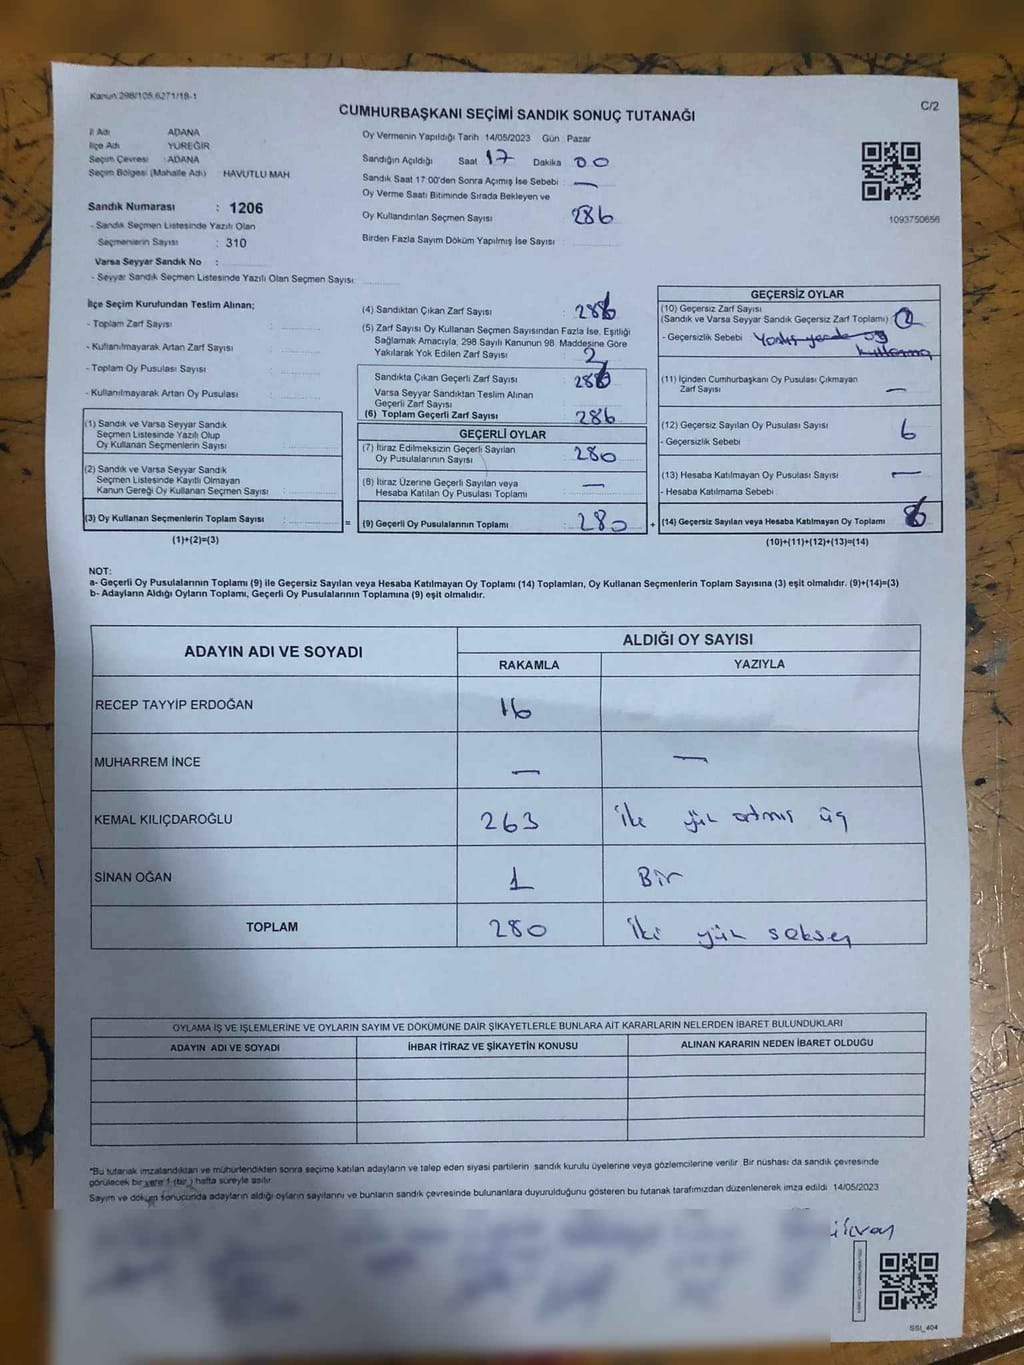 Kanun:298/105,6271/18-1
C/2
CUMHURBAŞKANI SEÇİMİ SANDIK SONUÇ TUTANAĞI
İl Adı ADANA
İlçe Adı YÜREĞİR
Seçim Çevresi : ADANA
Seçim Bölgesi (Mahalle Adı) HAVUTLU MAH
Sandık Numarası : 1206
- Sandık Seçmen Listesinde Yazılı Olan
Seçmenlerin Sayısı : 310
Varsa Seyyar Sandık No :
- Seyyar Sandık Seçmen Listesinde Yazılı Olan Seçmen Sayısı:
Oy Vermenin Yapıldığı Tarih 14/05/2023 Gün Pazar
Sandığın Açıldığı Saat 17 Dakika 00
Sandık Saat 17:00'den Sonra Açımış İse Sebebi : —
Oy Verme Saati Bitiminde Sırada Bekleyen ve
Oy Kullandırılan Seçmen Sayısı : 286
Birden Fazla Sayım Döküm Yapılmış İse Sayısı :
1093750656
İlçe Seçim Kurulundan Teslim Alınan;
- Toplam Zarf Sayısı :
- Kullanılmayarak Artan Zarf Sayısı :
- Toplam Oy Pusulası Sayısı :
- Kullanılmayarak Artan Oy Pusulası :
(1) Sandık ve Varsa Seyyar Sandık
Seçmen Listesinde Yazılı Olup
Oy Kullanan Seçmenlerin Sayısı :
(2) Sandık ve Varsa Seyyar Sandık
Seçmen Listesinde Kayıtlı Olmayan
Kanun Gereği Oy Kullanan Seçmen Sayısı :
(3) Oy Kullanan Seçmenlerin Toplam Sayısı :
(1)+(2)=(3)
(4) Sandıktan Çıkan Zarf Sayısı : 286
(5) Zarf Sayısı Oy Kullanan Seçmen Sayısından Fazla İse, Eşitliği
Sağlamak Amacıyla, 298 Sayılı Kanunun 98. Maddesine Göre
Yakılarak Yok Edilen Zarf Sayısı : 2
Sandıkta Çıkan Geçerli Zarf Sayısı : 286
Varsa Seyyar Sandıktan Teslim Alınan
Geçerli Zarf Sayısı
(6) Toplam Geçerli Zarf Sayısı : 286
GEÇERLİ OYLAR
(7) İtiraz Edilmeksizin Geçerli Sayılan
Oy Pusulalarının Sayısı : 280
(8) İtiraz Üzerine Geçerli Sayılan veya
Hesaba Katılan Oy Pusulası Toplamı : —
= (9) Geçerli Oy Pusulalarının Toplamı : 280 +
GEÇERSİZ OYLAR
(10) Geçersiz Zarf Sayısı
(Sandık ve Varsa Seyyar Sandık Geçersiz Zarf Toplamı) : 2
- Geçersizlik Sebebi : Yanlış yerde oy
kullanma
(11) İçinden Cumhurbaşkanı Oy Pusulası Çıkmayan
Zarf Sayısı —
(12) Geçersiz Sayılan Oy Pusulası Sayısı : 6
- Geçersizlik Sebebi :
(13) Hesaba Katılmayan Oy Pusulası Sayısı : —
- Hesaba Katılmama Sebebi :
(14) Geçersiz Sayılan veya Hesaba Katılmayan Oy Toplamı : 6
(10)+(11)+(12)+(13)=(14)
NOT:
a- Geçerli Oy Pusulalarının Toplamı (9) ile Geçersiz Sayılan veya Hesaba Katılmayan Oy Toplamı (14) Toplamları, Oy Kullanan Seçmenlerin Toplam Sayısına (3) eşit olmalıdır. (9)+(14)=(3)
b- Adayların Aldığı Oyların Toplamı, Geçerli Oy Pusulalarının Toplamına (9) eşit olmalıdır.
ADAYIN ADI VE SOYADI ALDIĞI OY SAYISI
RAKAMLA YAZIYLA
RECEP TAYYİP ERDOĞAN 16
MUHARREM İNCE — —
KEMAL KILIÇDAROĞLU 263 iki yüz atmış üç
SİNAN OĞAN 1 Bir
TOPLAM 280 iki yüz seksen
OYLAMA İŞ VE İŞLEMLERİNE VE OYLARIN SAYIM VE DÖKÜMÜNE DAİR ŞİKAYETLERLE BUNLARA AİT KARARLARIN NELERDEN İBARET BULUNDUKLARI
ADAYIN ADI VE SOYADI İHBAR İTİRAZ VE ŞİKAYETİN KONUSU ALINAN KARARIN NEDEN İBARET OLDUĞU
*Bu tutanak imzalandıktan ve mühürlendikten sonra seçime katılan adayların ve talep eden siyasi partilerin sandık kurulu üyelerine veya gözlemcilerine verilir. Bir nüshası da sandık çevresinde
görülecek bir yere 1 (bir) hafta süreyle asılır.
Sayım ve döküm sonucunda adayların aldığı oyların sayılarını ve bunların sandık çevresinde bulunanlara duyurulduğunu gösteren bu tutanak tarafımızdan düzenlenerek imza edildi. 14/05/2023
SSI_404